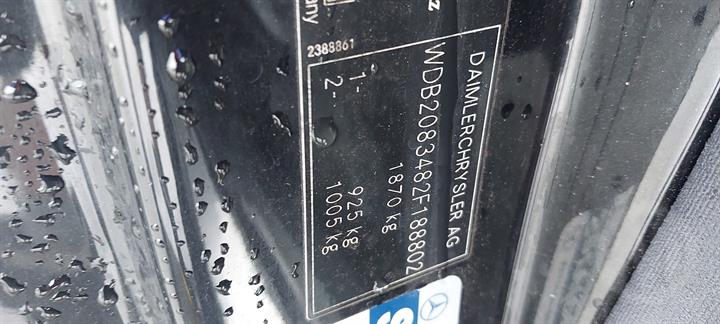 DAIMLERCHRYSLER AG
WDB2083482F188802
1870 kg
1- 925 kg
2- 1005 kg
2388861